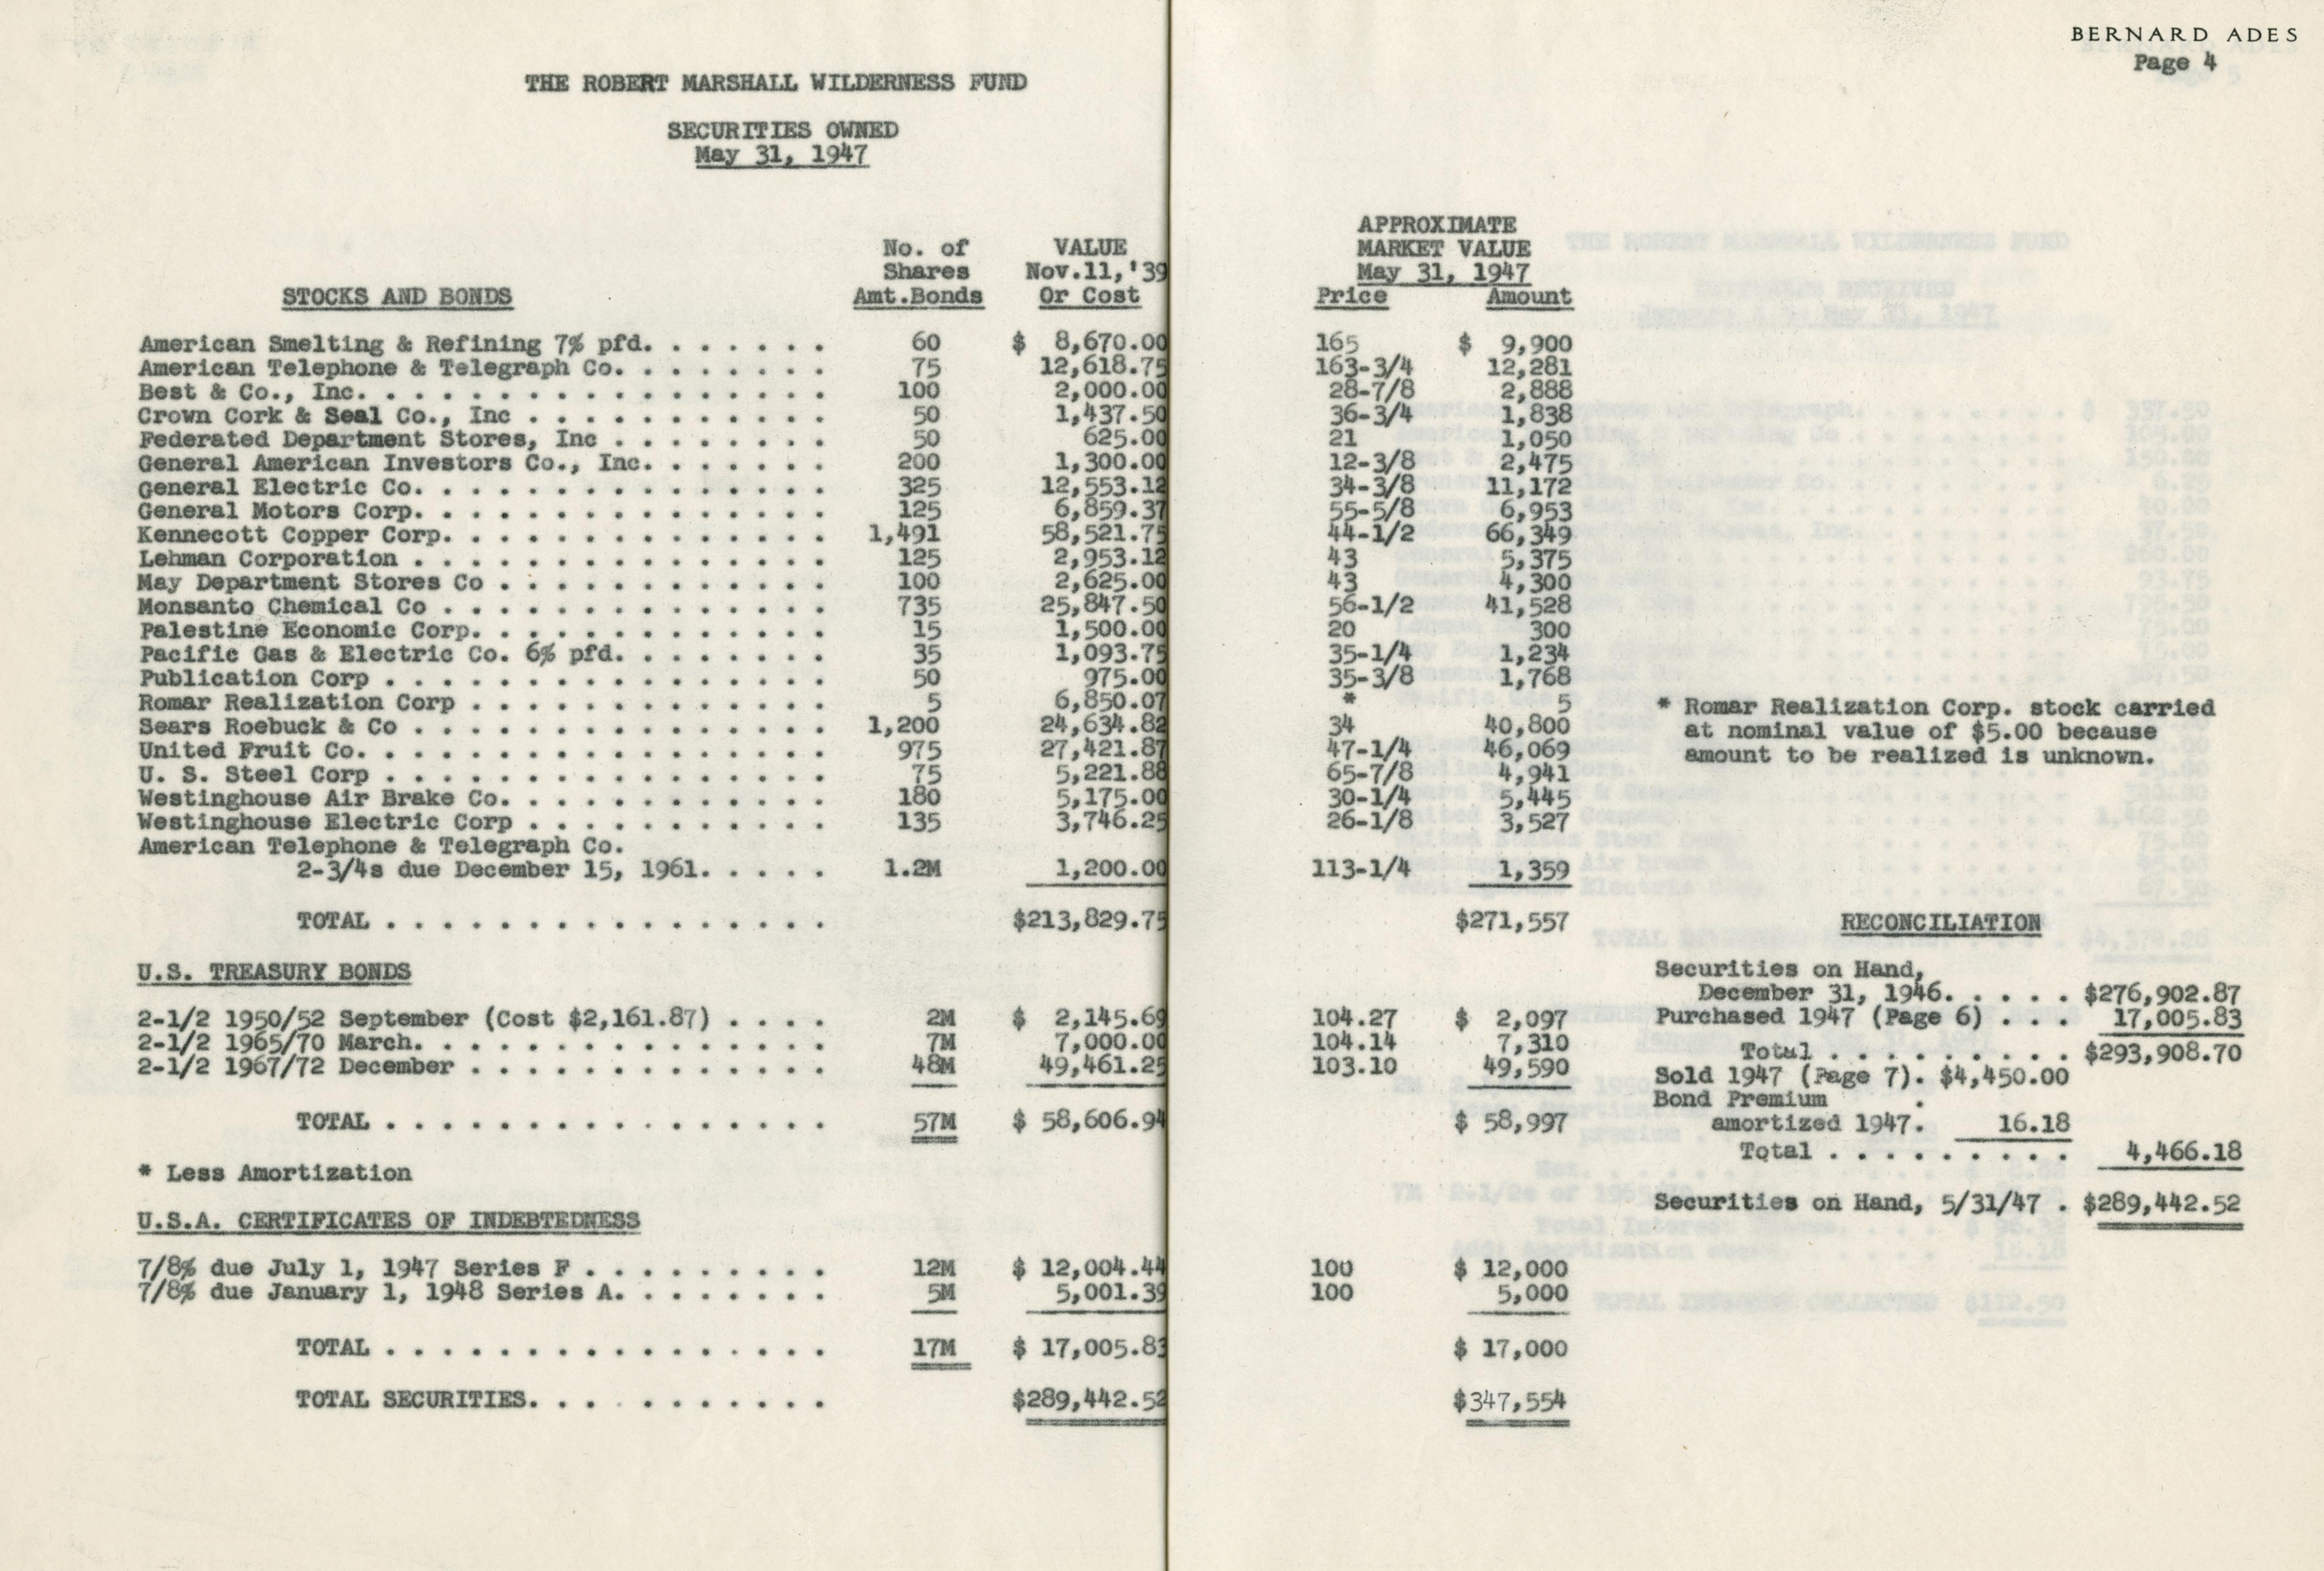 BERNARD ADES
Page 4
THE ROBERT MARSHALL WILDERNESS FUND
SECURITIES OWNED
May 31, 1947
APPROXIMATE
No. of VALUE MARKET VALUE
Shares Nov.11,'39 May 31, 1947
STOCKS AND BONDS Amt.Bonds Or Cost Price Amount
American Smelting & Refining 7% pfd. . . . . . . 60 $ 8,670.00 165 $ 9,900
American Telephone & Telegraph Co. . . . . . . . 75 12,618.75 163-3/4 12,281
Best & Co., Inc. . . . . . . . . . . . . . . . . 100 2,000.00 28-7/8 2,888
Crown Cork & Seal Co., Inc . . . . . . . . . . . 50 1,437.50 36-3/4 1,838
Federated Department Stores, Inc . . . . . . . . 50 625.00 21 1,050
General American Investors Co., Inc. . . . . . . 200 1,300.00 12-3/8 2,475
General Electric Co. . . . . . . . . . . . . . . 325 12,553.12 34-3/8 11,172
General Motors Corp. . . . . . . . . . . . . . . 125 6,859.37 55-5/8 6,953
Kennecott Copper Corp. . . . . . . . . . . . . . 1,491 58,521.75 44-1/2 66,349
Lehman Corporation . . . . . . . . . . . . . . . 125 2,953.12 43 5,375
May Department Stores Co . . . . . . . . . . . . 100 2,625.00 43 4,300
Monsanto Chemical Co . . . . . . . . . . . . . . 735 25,847.50 56-1/2 41,528
Palestine Economic Corp. . . . . . . . . . . . . 15 1,500.00 20 300
Pacific Gas & Electric Co. 6% pfd. . . . . . . . 35 1,093.75 35-1/4 1,234
Publication Corp . . . . . . . . . . . . . . . . 50 975.00 35-3/8 1,768
Romar Realization Corp . . . . . . . . . . . . . 5 6,850.07 * 5 * Romar Realization Corp. stock carried
Sears Roebuck & Co . . . . . . . . . . . . . . . 1,200 24,634.82 34 40,800 at nominal value of $5.00 because
United Fruit Co. . . . . . . . . . . . . . . . . 975 27,421.87 47-1/4 46,069 amount to be realized is unknown.
U. S. Steel Corp . . . . . . . . . . . . . . . . 75 5,221.88 65-7/8 4,941
Westinghouse Air Brake Co. . . . . . . . . . . . 180 5,175.00 30-1/4 5,445
Westinghouse Electric Corp . . . . . . . . . . . 135 3,746.25 26-1/8 3,527
American Telephone & Telegraph Co.
2-3/4s due December 15, 1961. . . . . 1.2M 1,200.00 113-1/4 1,359
TOTAL . . . . . . . . . . . . . . . . $213,829.75 $271,557 RECONCILIATION
U.S. TREASURY BONDS Securities on Hand,
December 31, 1946. . . . . $276,902.87
2-1/2 1950/52 September (Cost $2,161.87) . . . . 2M $ 2,145.69 104.27 $ 2,097 Purchased 1947 (Page 6) . . . 17,005.83
2-1/2 1965/70 March. . . . . . . . . . . . . . . 7M 7,000.00 104.14 7,310 Total . . . . . . . . . $293,908.70
2-1/2 1967/72 December . . . . . . . . . . . . . 48M 49,461.25 103.10 49,590 Sold 1947 (Page 7). $4,450.00
Bond Premium .
TOTAL . . . . . . . . . . . . . . . . 57M $ 58,606.94 $ 58,997 amortized 1947. 16.18
Total . . . . . . . . . 4,466.18
* Less Amortization
Securities on Hand, 5/31/47 . $289,442.52
U.S.A. CERTIFICATES OF INDEBTEDNESS
7/8% due July 1, 1947 Series F . . . . . . . . . 12M $ 12,004.44 100 $ 12,000
7/8% due January 1, 1948 Series A. . . . . . . . 5M 5,001.39 100 5,000
TOTAL . . . . . . . . . . . . . . . . 17M $ 17,005.83 $ 17,000
TOTAL SECURITIES. . . . . . . . . . . $289,442.52 $347,554